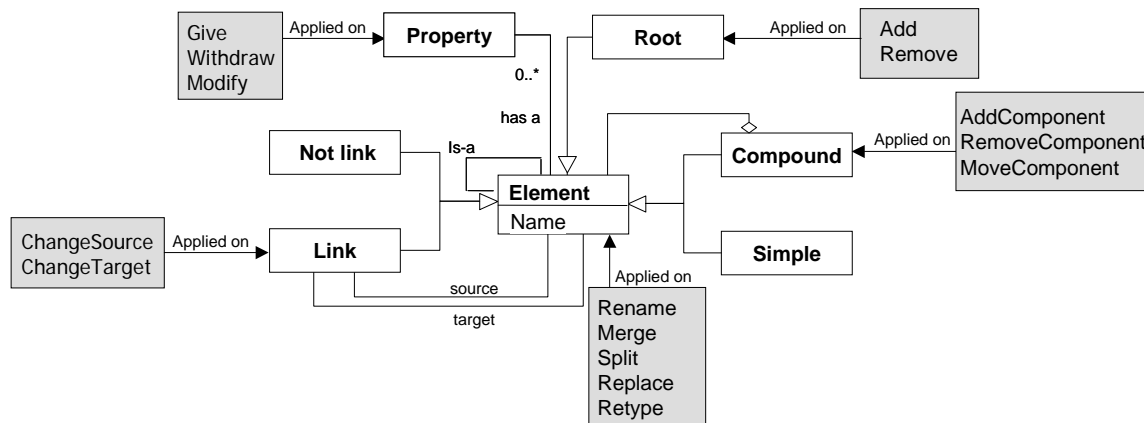 Give
Withdraw
Modify
Applied on
Property
Root
Applied on
Add
Remove
0..*
has a
Not link
Is-a
Element
Name
Compound
Applied on
AddComponent
RemoveComponent
MoveComponent
ChangeSource
ChangeTarget
Applied on
Link
Simple
source
target
Applied on
Rename
Merge
Split
Replace
Retype